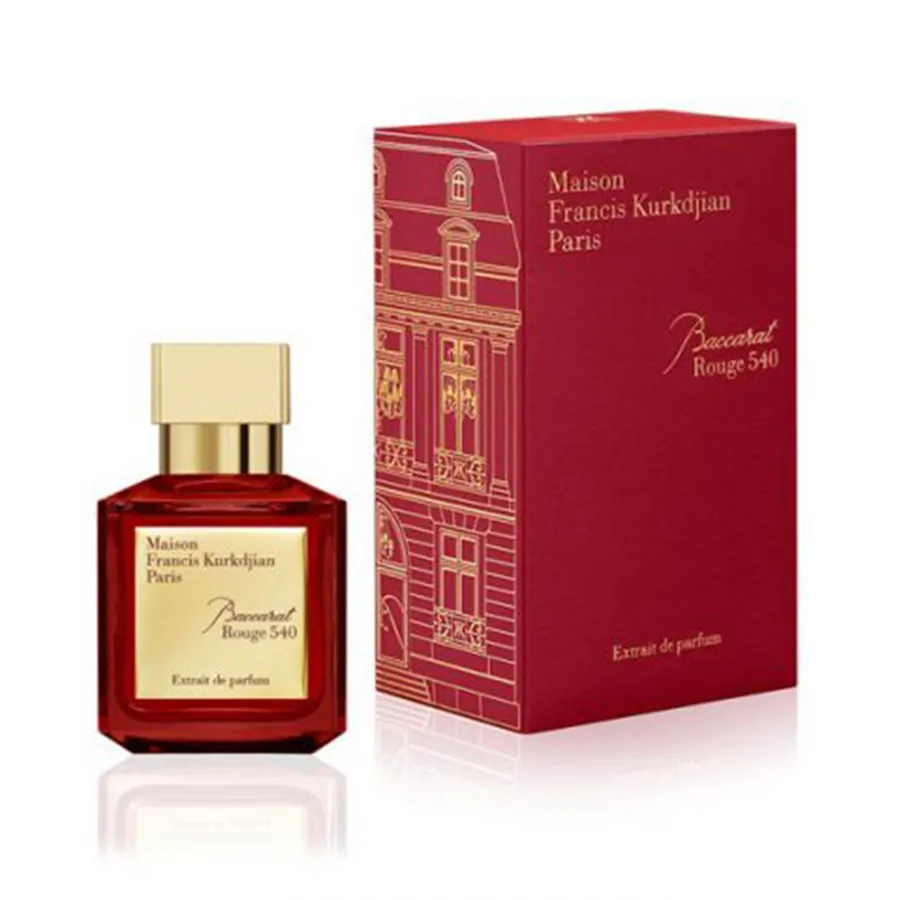 Maison
Francis Kurkdjian
Paris
Baccarat
Rouge 540
Extrait de parfum
Maison
Francis Kurkdjian
Paris
Baccarat
Rouge 540
Extrait de parfum